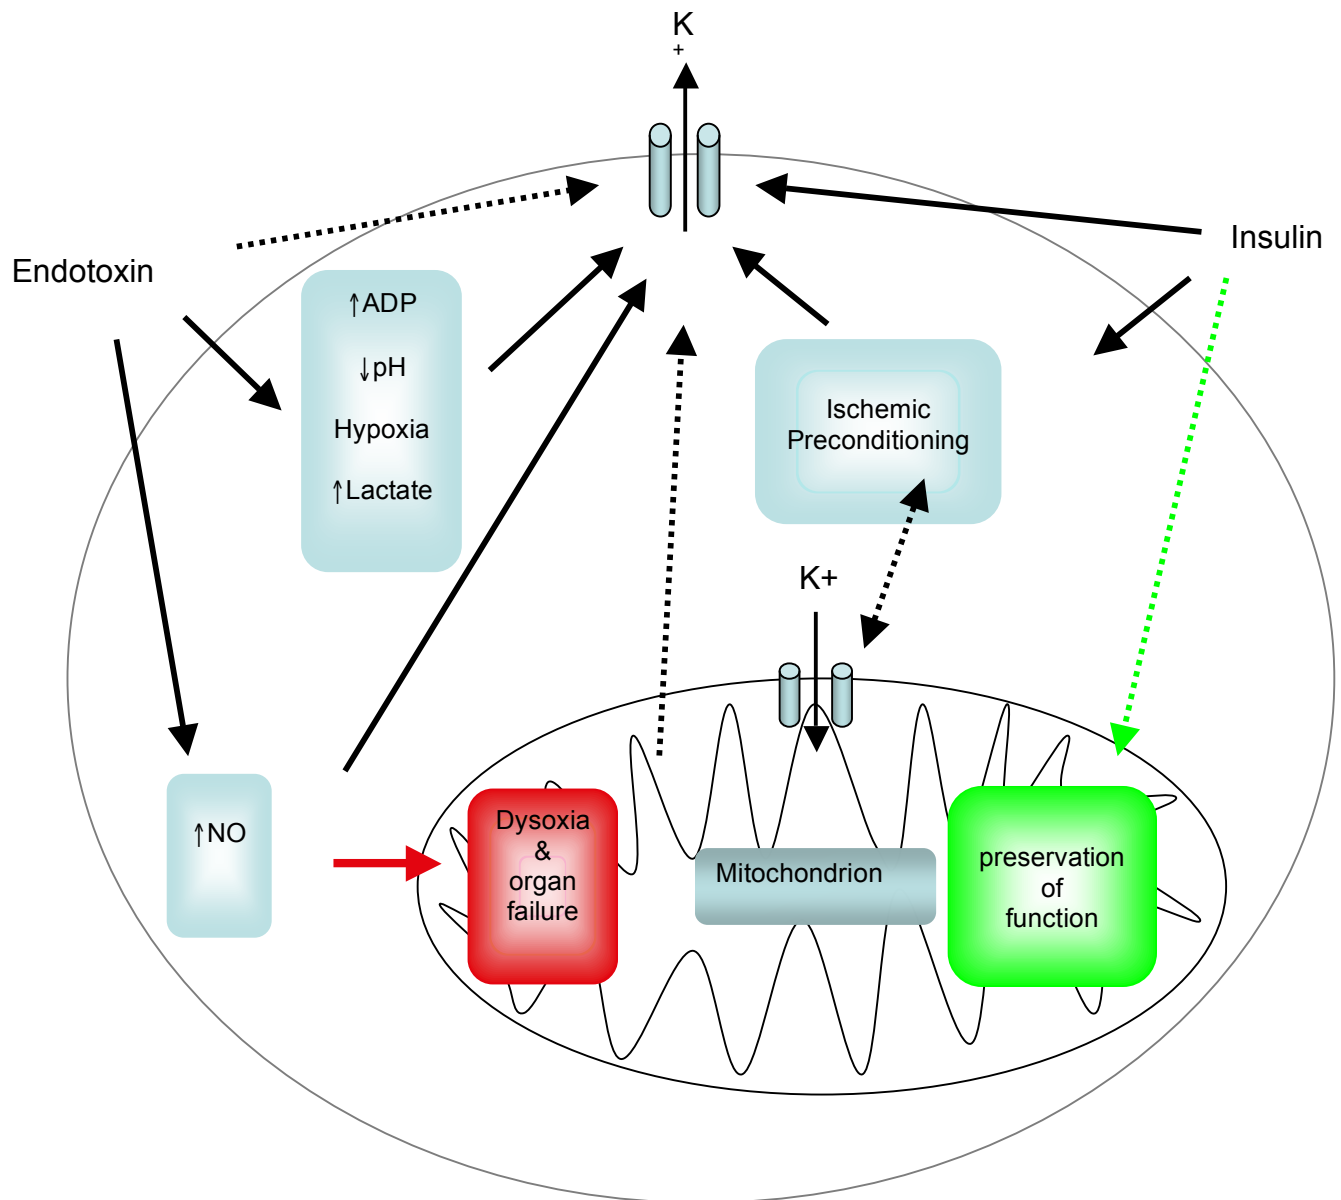 K
+
Endotoxin
Insulin
↑ADP
↓pH
Hypoxia
↑Lactate
Ischemic
Preconditioning
K+
↑NO
Dysoxia
&
organ
failure
Mitochondrion
preservation
of
function